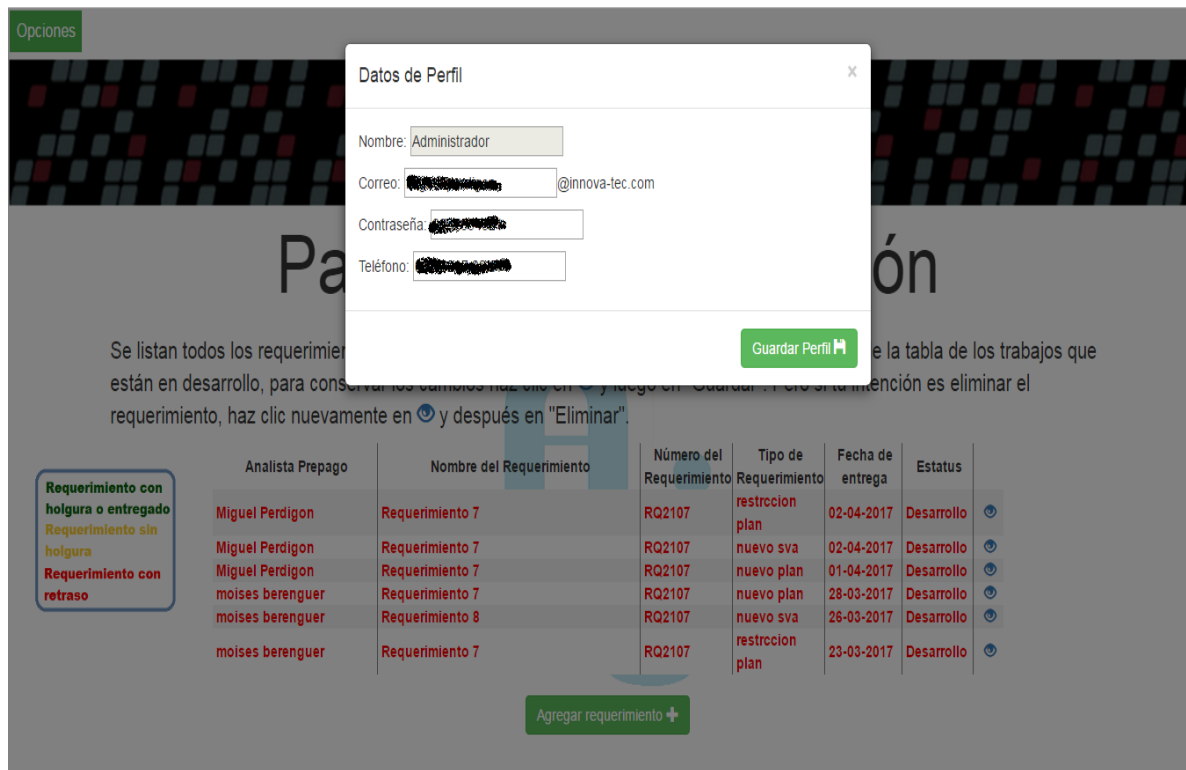 Opciones
Datos de Perfil
×
Nombre: Administrador
Correo: @innova-tec.com
Contraseña:
Teléfono:
Guardar Perfil
Pa ón
Se listan todos los requerimien e la tabla de los trabajos que
están en desarrollo, para conservar los cambios haz clic en y luego en "Guardar". Pero si tu intención es eliminar el
requerimiento, haz clic nuevamente en y después en "Eliminar".
Requerimiento con
holgura o entregado
Requerimiento sin
holgura
Requerimiento con
retraso
Analista Prepago Nombre del Requerimiento Número del Requerimiento Tipo de Requerimiento Fecha de entrega Estatus
Miguel Perdigon Requerimiento 7 RQ2107 restrccion plan 02-04-2017 Desarrollo
Miguel Perdigon Requerimiento 7 RQ2107 nuevo sva 02-04-2017 Desarrollo
Miguel Perdigon Requerimiento 7 RQ2107 nuevo plan 01-04-2017 Desarrollo
moises berenguer Requerimiento 7 RQ2107 nuevo plan 28-03-2017 Desarrollo
moises berenguer Requerimiento 8 RQ2107 nuevo sva 26-03-2017 Desarrollo
moises berenguer Requerimiento 7 RQ2107 restrccion plan 23-03-2017 Desarrollo
Agregar requerimiento